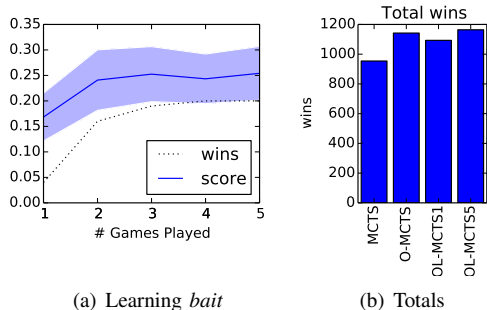 0.35
0.30
0.25
0.20
0.15
0.10
0.05
0.00
1 2 3 4 5
# Games Played
wins
score
(a) Learning bait
Total wins
1200
1000
800
600
400
200
0
wins
MCTS
O-MCTS
OL-MCTS1
OL-MCTS5
(b) Totals